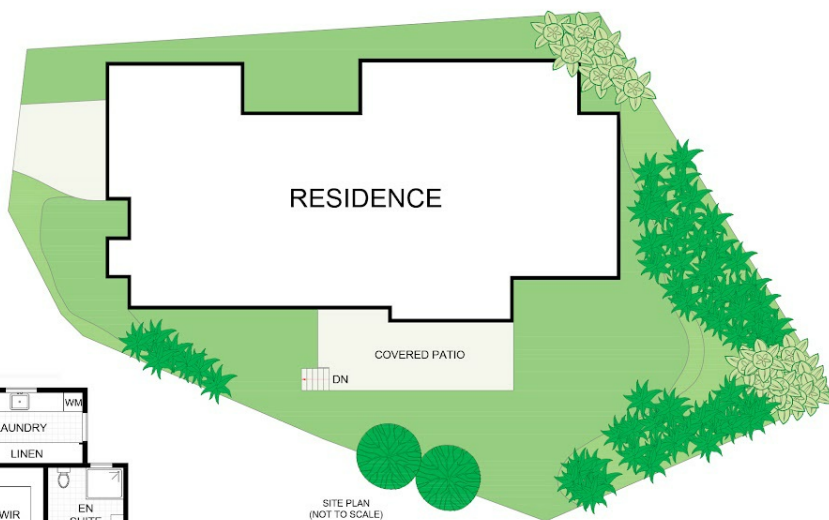 RESIDENCE
COVERED PATIO
DN
WM
AUNDRY
LINEN
WIR
EN
SUITE
SITE PLAN
(NOT TO SCALE)